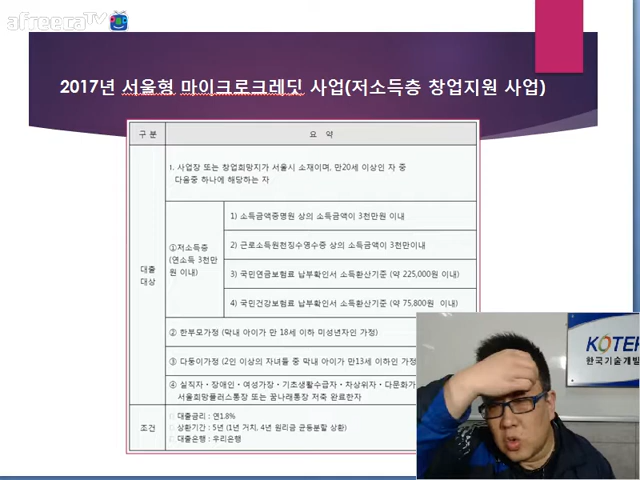 afreecaTV
2017년 서울형 마이크로크레딧 사업(저소득층 창업지원 사업)
구 분
요 약
대출
대상
1. 사업장 또는 창업희망지가 서울시 소재이며, 만20세 이상인 자 중
다음중 하나에 해당하는 자
①저소득층
(연소득 3천만
원 이내)
1) 소득금액증명원 상의 소득금액이 3천만원 이내
2) 근로소득원천징수영수증 상의 소득금액이 3천만이내
3) 국민연금보험료 납부확인서 소득환산기준 (약 225,000원 이내)
4) 국민건강보험료 납부확인서 소득환산기준 (약 75,800원 이내)
② 한부모가정 (막내 아이가 만 18세 이하 미성년자인 가정)
③ 다둥이가정 (2인 이상의 자녀들 중 막내 아이가 만13세 이하인 가정
④ 실직자・장애인・여성가장・기초생활수급자・차상위자・다문화가
서울희망플러스통장 또는 꿈나래통장 저축 완료한자
조건
□ 대출금리 : 연1.8%
□ 상환기간 : 5년 (1년 거치, 4년 원리금 균등분할 상환)
□ 대출은행 : 우리은행
KOTE
한국기술개발